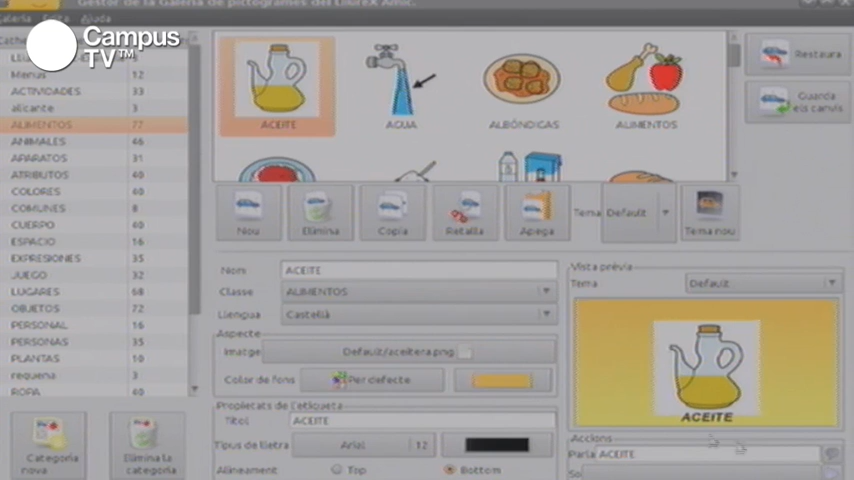 Gestor de la Galeria de pictogrames del LliureX Amic.
Ajuda
Campus
TV™
Menus 12
ACTIVIDADES 33
alicante 3
ALIMENTOS 77
ANIMALES 46
APARATOS 31
ATRIBUTOS 40
COLORES 40
COMUNES 8
CUERPO 40
ESPACIO 16
EXPRESIONES 35
JUEGO 32
LUGARES 68
OBJETOS 72
PERSONAL 16
PERSONAS 35
PLANTAS 10
requena 3
ROPA 40
Categoria
nova
Elimina la
categoria
ACEITE
AGUA
ALBÓNDIGAS
ALIMENTOS
Restaura
Guarda
els canvis
Nou
Elimina
Copia
Retalla
Apega
Tema
Default
Tema nou
Nom ACEITE
Classe ALIMENTOS
Llengua Castellà
Aspecte
Imatge Default/aceitera.png
Color de fons Per defecte
Propietats de l'etiqueta
Títol ACEITE
Tipus de lletra Arial 12
Alineament Top Bottom
Vista prèvia
Tema Default
ACEITE
Accions
Parla ACEITE
So